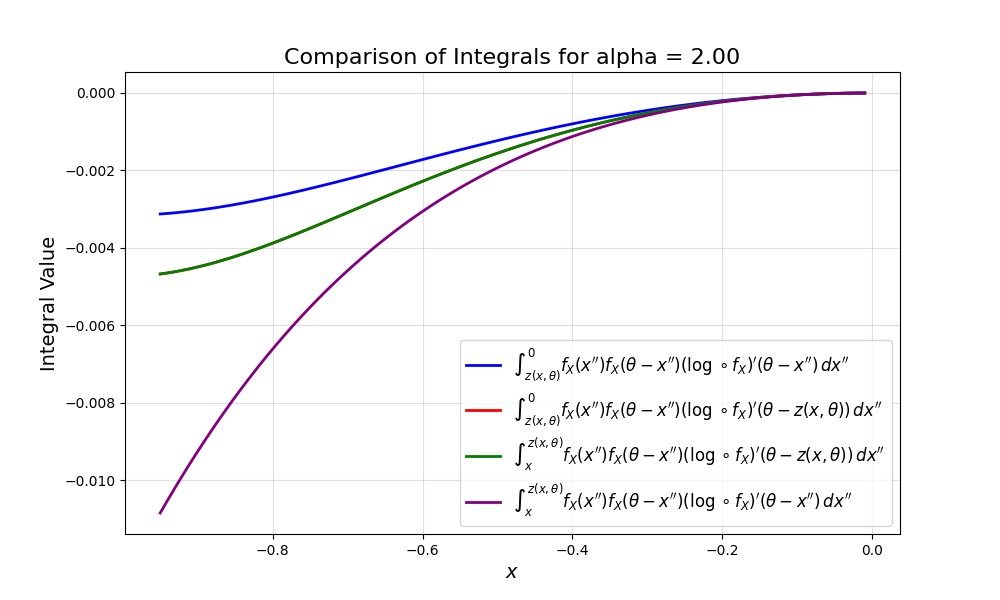 Comparison of Integrals for alpha = 2.00
0.000
−0.002
−0.004
−0.006
−0.008
−0.010
Integral Value
∫_{z(x, θ)}^{0} f_X(x′′)f_X(θ − x′′)(log ∘ f_X)′(θ − x′′) dx′′
∫_{z(x, θ)}^{0} f_X(x′′)f_X(θ − x′′)(log ∘ f_X)′(θ − z(x, θ)) dx′′
∫_{x}^{z(x, θ)} f_X(x′′)f_X(θ − x′′)(log ∘ f_X)′(θ − z(x, θ)) dx′′
∫_{x}^{z(x, θ)} f_X(x′′)f_X(θ − x′′)(log ∘ f_X)′(θ − x′′) dx′′
−0.8 −0.6 −0.4 −0.2 0.0
x